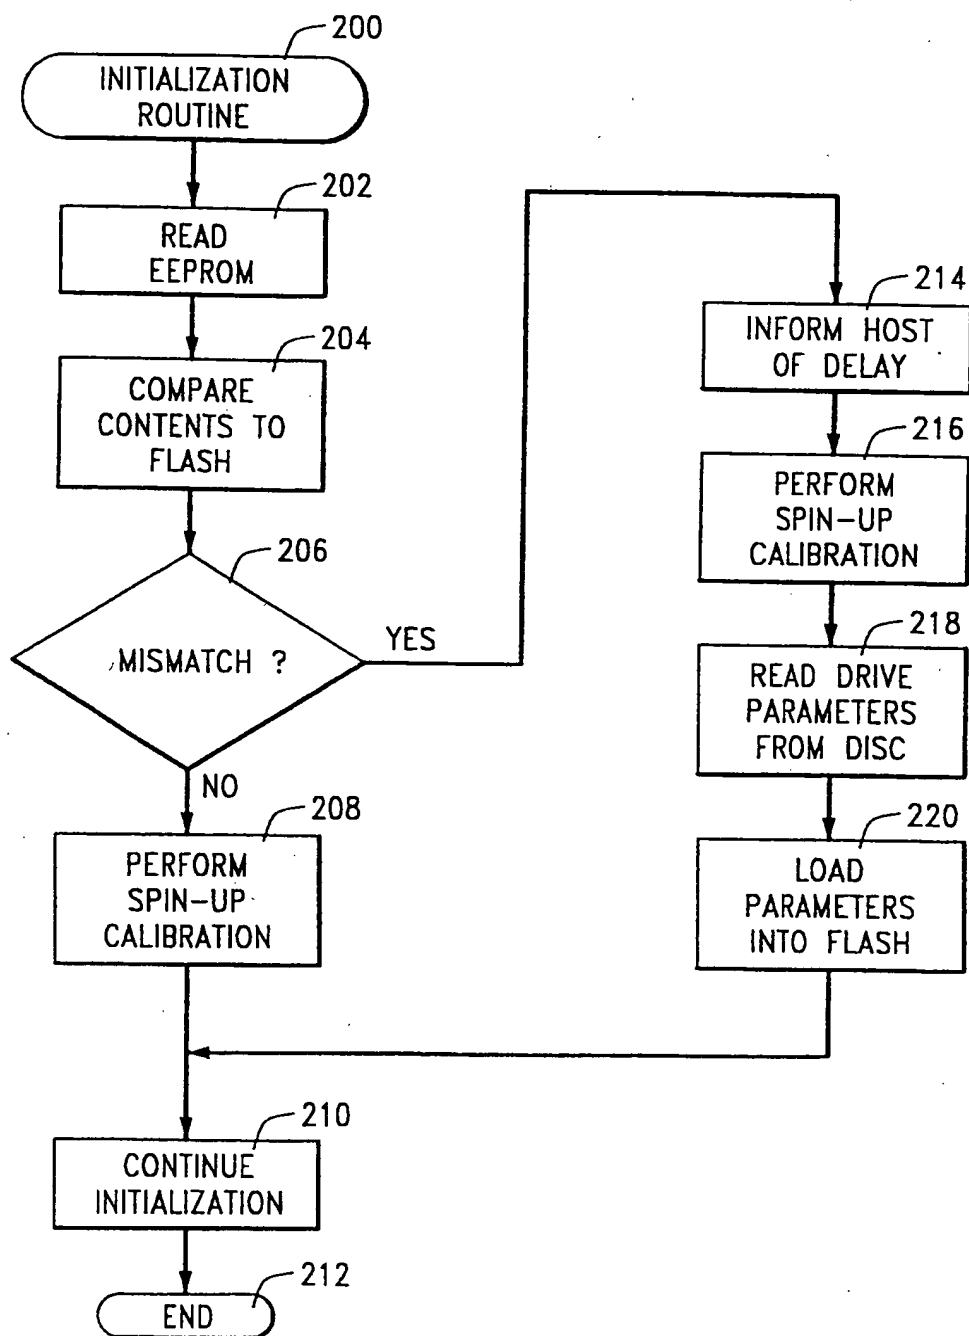 200
INITIALIZATION
ROUTINE
202
READ
EEPROM
204
COMPARE
CONTENTS TO
FLASH
206
MISMATCH ?
YES
NO
208
PERFORM
SPIN-UP
CALIBRATION
214
INFORM HOST
OF DELAY
216
PERFORM
SPIN-UP
CALIBRATION
218
READ DRIVE
PARAMETERS
FROM DISC
220
LOAD
PARAMETERS
INTO FLASH
210
CONTINUE
INITIALIZATION
212
END